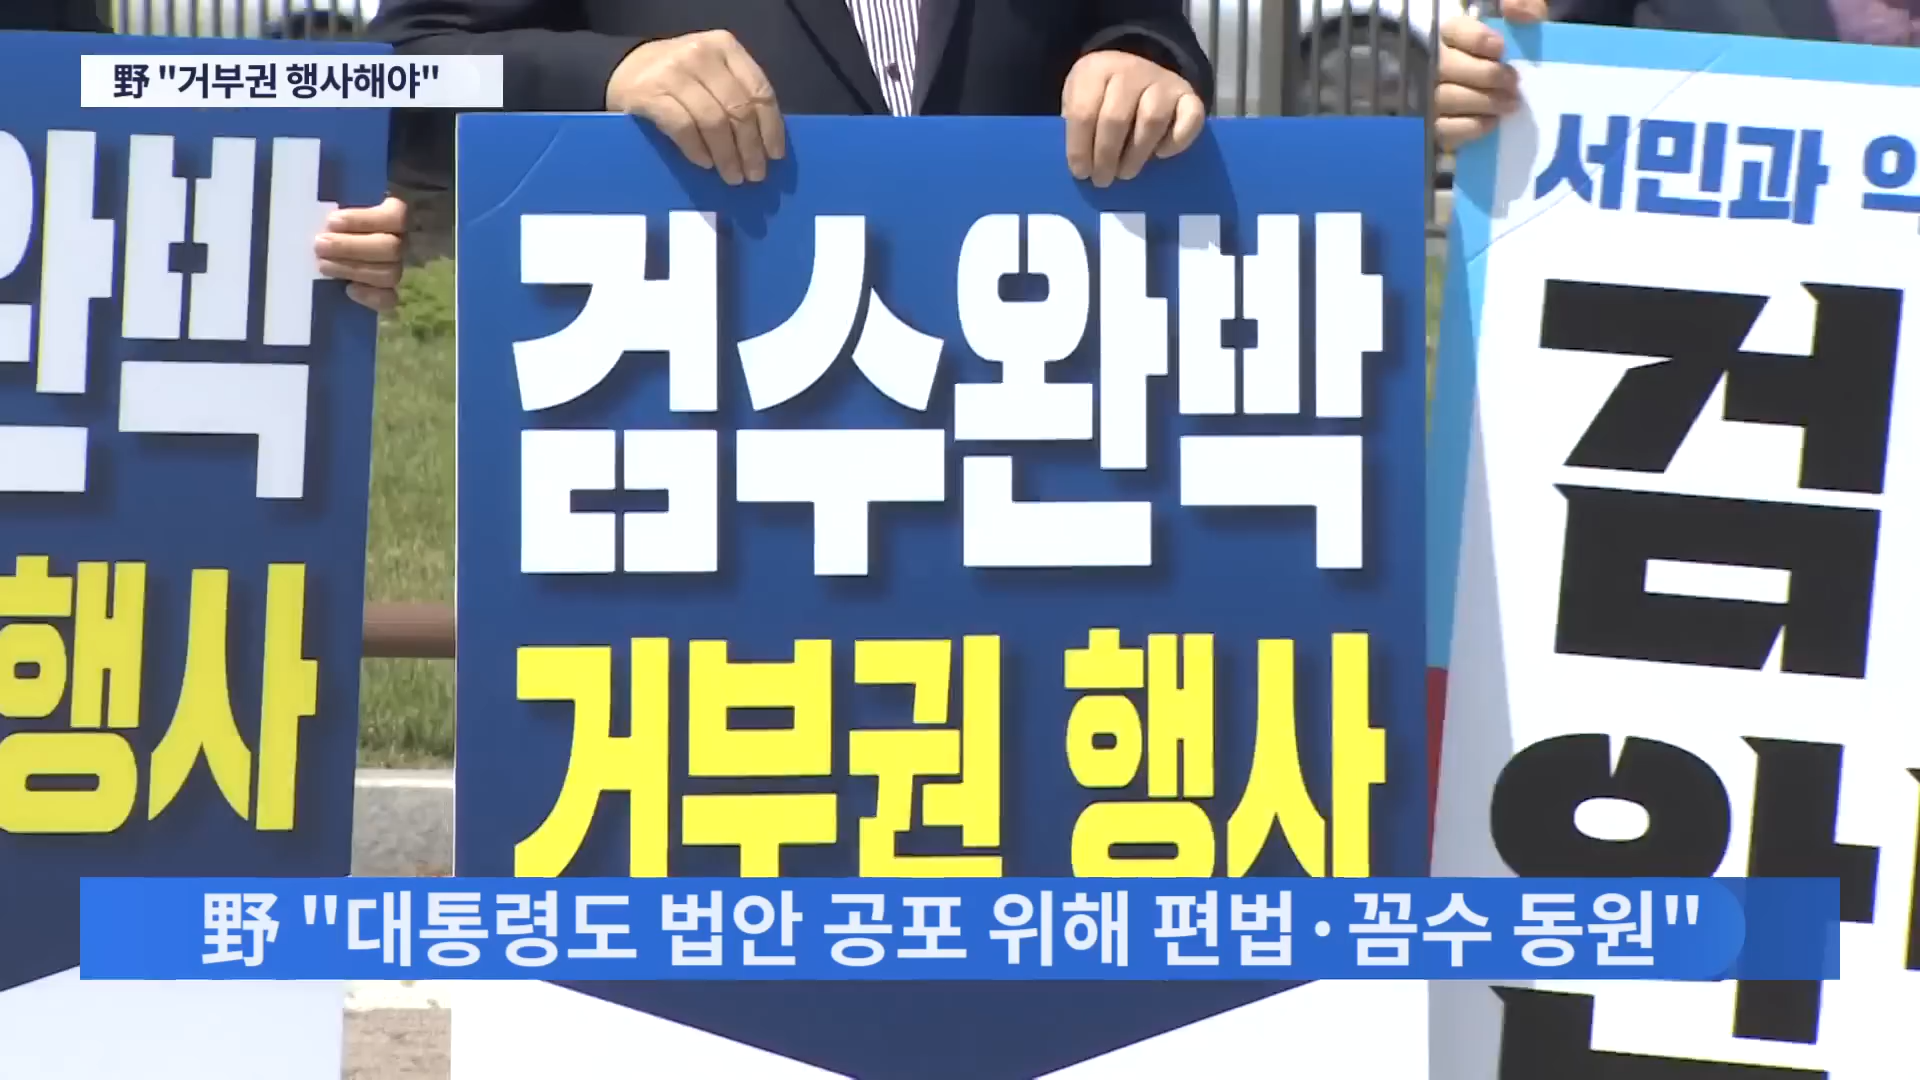 野 "거부권 행사해야"
완박
행사
검수완박
거부권 행사
서민과
검
완
野 "대통령도 법안 공포 위해 편법·꼼수 동원"